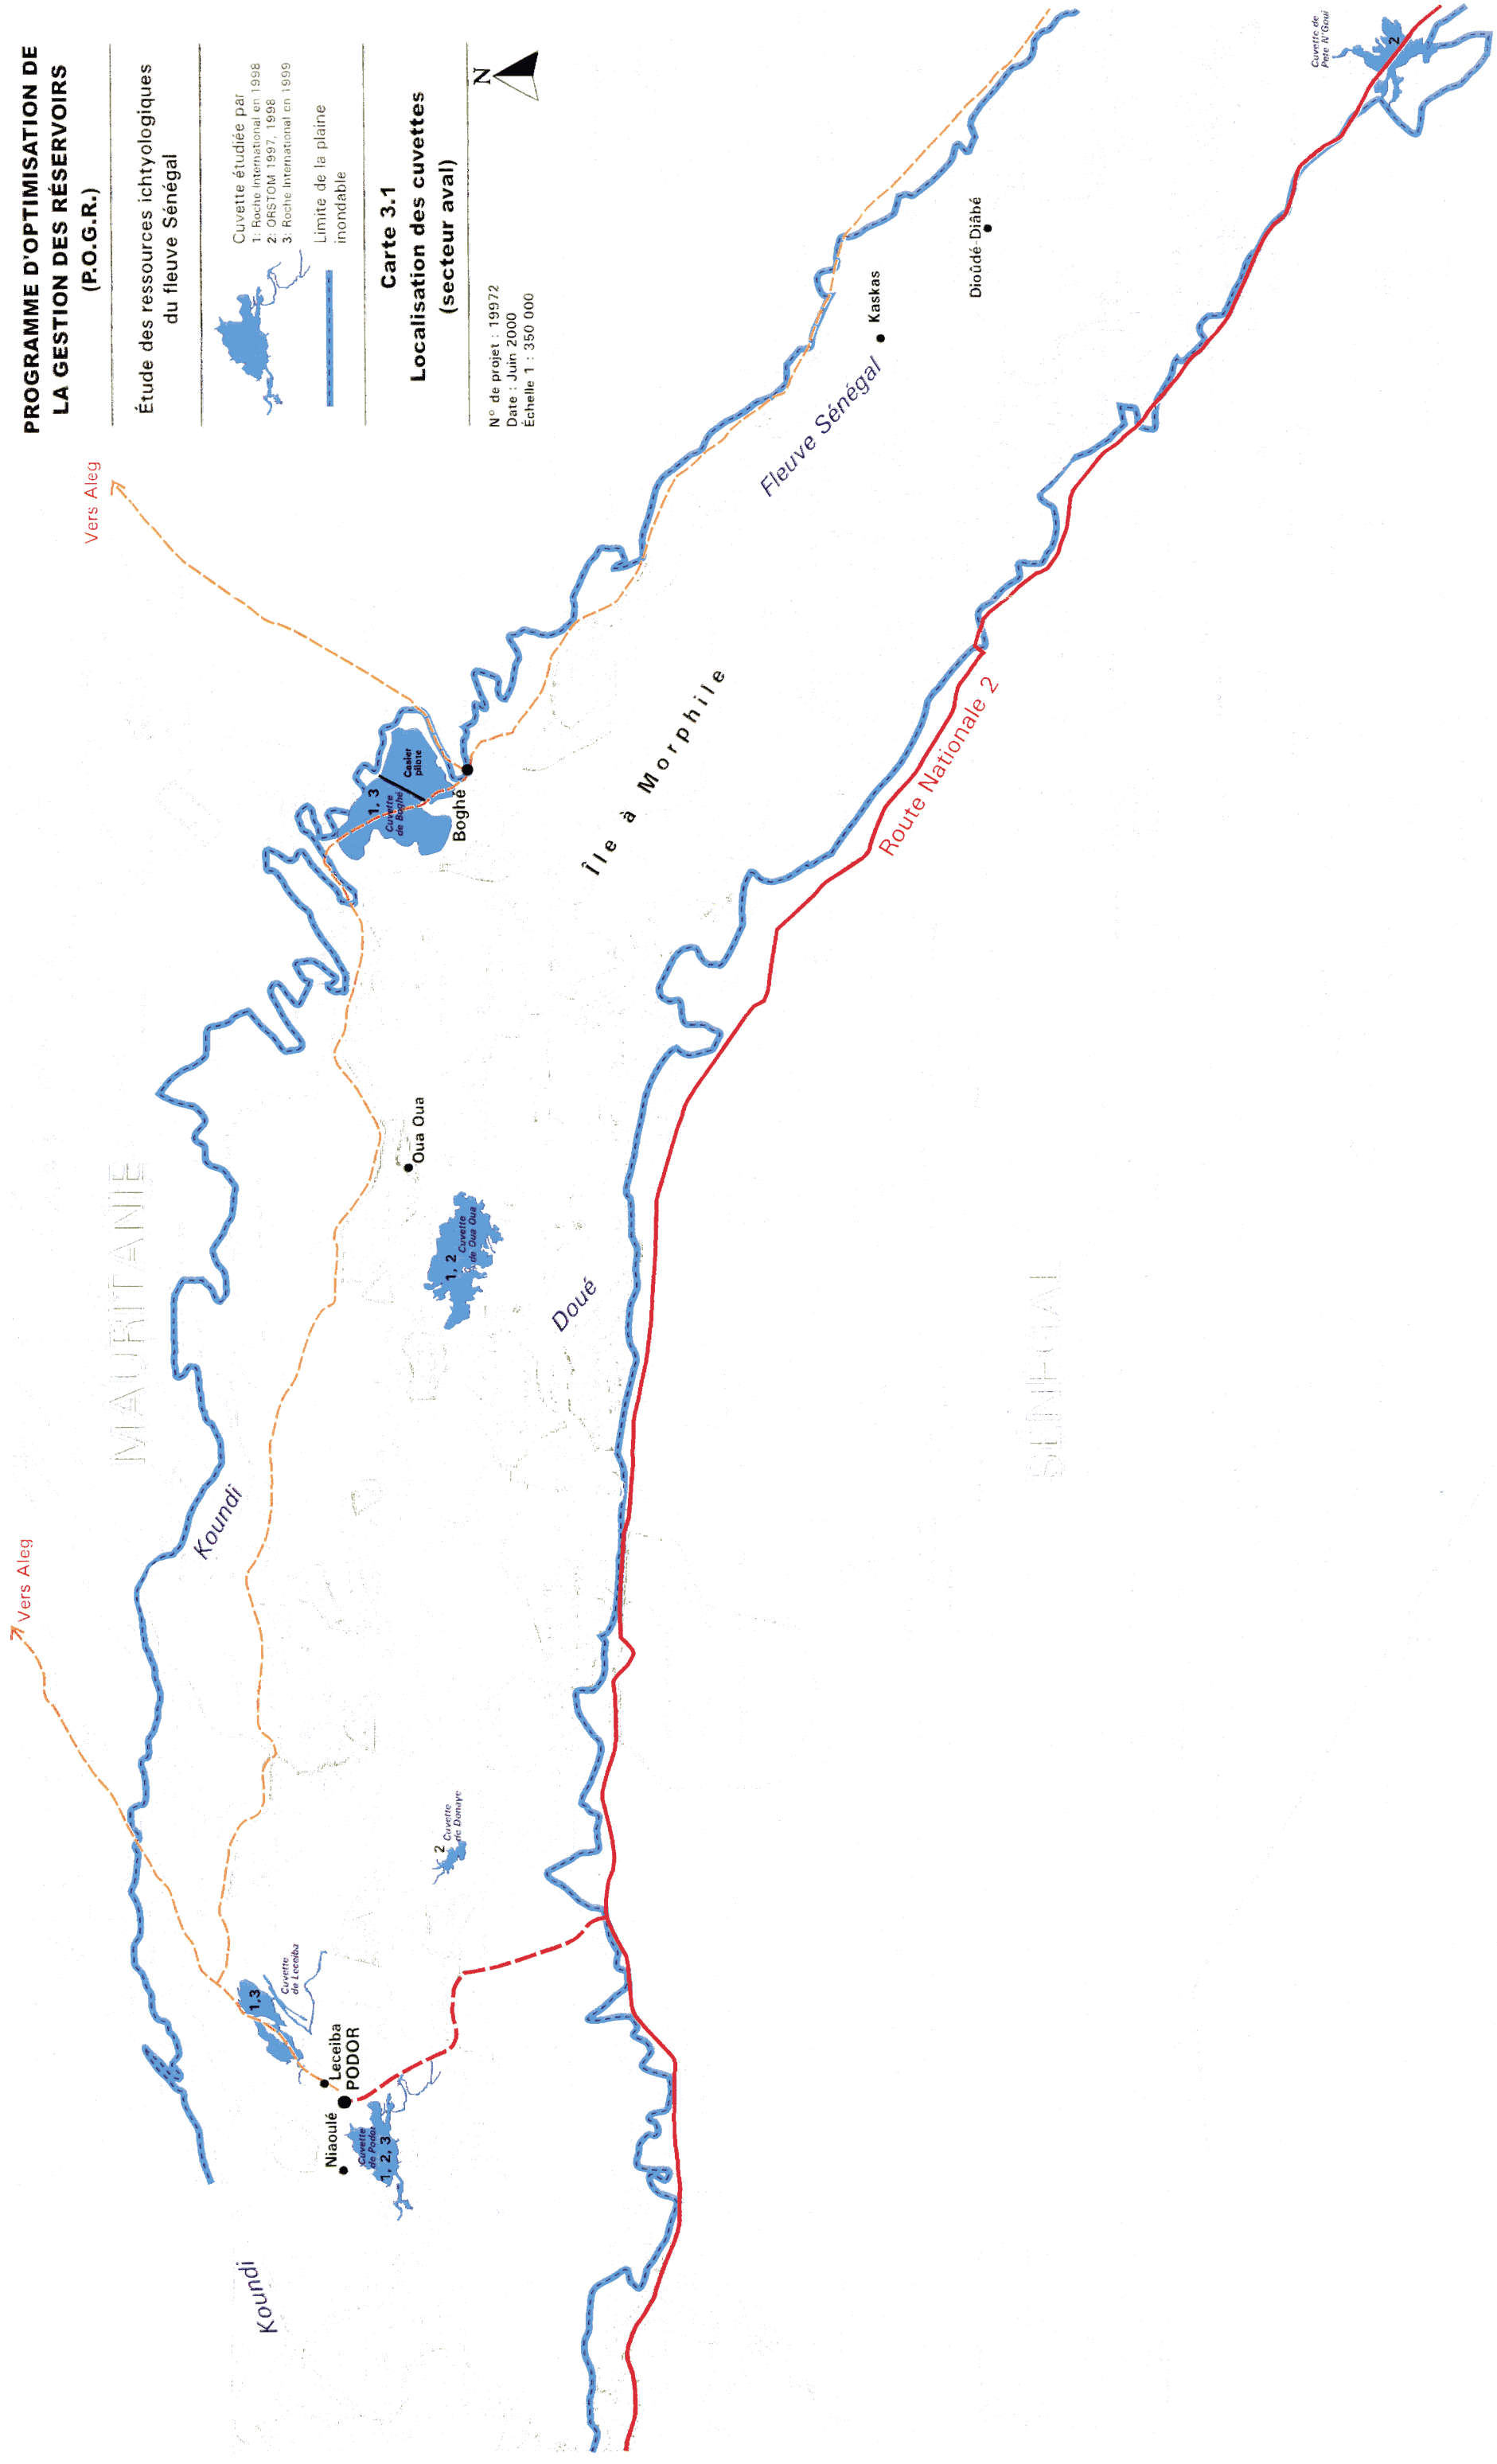 PROGRAMME D'OPTIMISATION DE
LA GESTION DES RÉSERVOIRS
(P.O.G.R.)
Étude des ressources ichtyologiques
du fleuve Sénégal
Cuvette étudiée par
1: Roche International en 1998
2: ORSTOM 1997, 1998
3: Roche International en 1999
Limite de la plaine
inondable
Carte 3.1
Localisation des cuvettes
(secteur aval)
N° de projet : 19972
Date : Juin 2000
Échelle 1 : 350 000
N
Vers Aleg
Vers Aleg
MAURITANIE
Koundi
Koundi
1,3
Cuvette
de Leceiba
Leceiba
PODOR
Niaoulé
Cuvette
de Podor
1, 2, 3
2
Cuvette
de Donaye
Oua Oua
1, 2
Cuvette
de Oua Oua
Doué
1, 3
Cuvette
de Boghé
Casier
pilote
Boghé
Île à Morphile
Fleuve Sénégal
Kaskas
Dioûdé-Diâbé
Route Nationale 2
SENEGAL
Cuvette de
Pete N'Goui
2